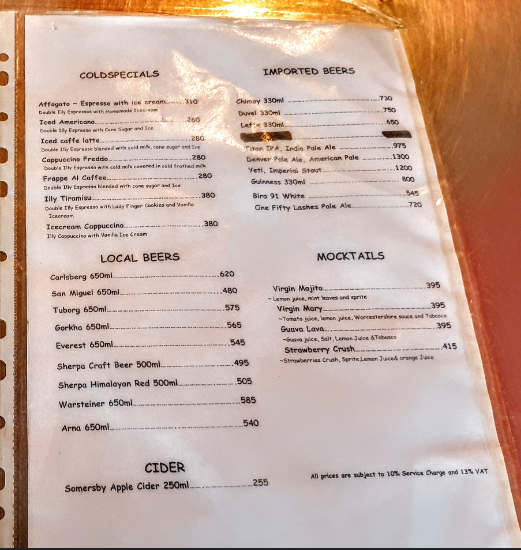 COLDSPECIALS
Affogato - Espresso with ice cream......310
Double Illy Espresso with Homemade Icecream
Iced Americano..........260
Double Illy Espresso with Cane Sugar and Ice
Iced caffe latte..........280
Double Illy Espresso blended with cold milk, cane sugar and Ice
Cappuccino Freddo..........280
Double Illy Espresso with cold milk covered in cold frothed milk
Frappe Al Caffee..........280
Double Illy Espresso blended with cane sugar and Ice
Illy Tiramisu..........380
Double Illy Espresso with Lady Finger Cookies and Vanilla
Icecream
Icecream Cappuccino..........380
Illy Cappuccino with Vanilla Ice Cream
IMPORTED BEERS
Chimay 330ml..........730
Duvel 330ml..........750
Leffe 330ml..........650
Titan IPA, India Pale Ale..........975
Denver Pale Ale, American Pale..........1300
Yeti, Imperial Stout..........1200
Guinness 330ml..........800
Bira 91 White..........545
One Fifty Lashes Pale Ale..........720
LOCAL BEERS
Carlsberg 650ml..........620
San Miguel 650ml..........480
Tuborg 650ml..........575
Gorkha 650ml..........565
Everest 650ml..........545
Sherpa Craft Beer 500ml..........495
Sherpa Himalayan Red 500ml..........505
Warsteiner 650ml..........585
Arna 650ml..........540
MOCKTAILS
Virgin Mojito..........395
~ Lemon juice, mint leaves and sprite
Virgin Mary..........395
~Tomato juice, lemon juice, Worcestershire sauce and Tabasco
Guava Lava..........395
~Guava juice, Salt, Lemon Juice &Tabasco
Strawberry Crush..........415
~Strawberries Crush, Sprite,Lemon Juice& orange Juice
CIDER
Somersby Apple Cider 250ml..........255
All prices are subject to 10% Service Charge and 13% VAT